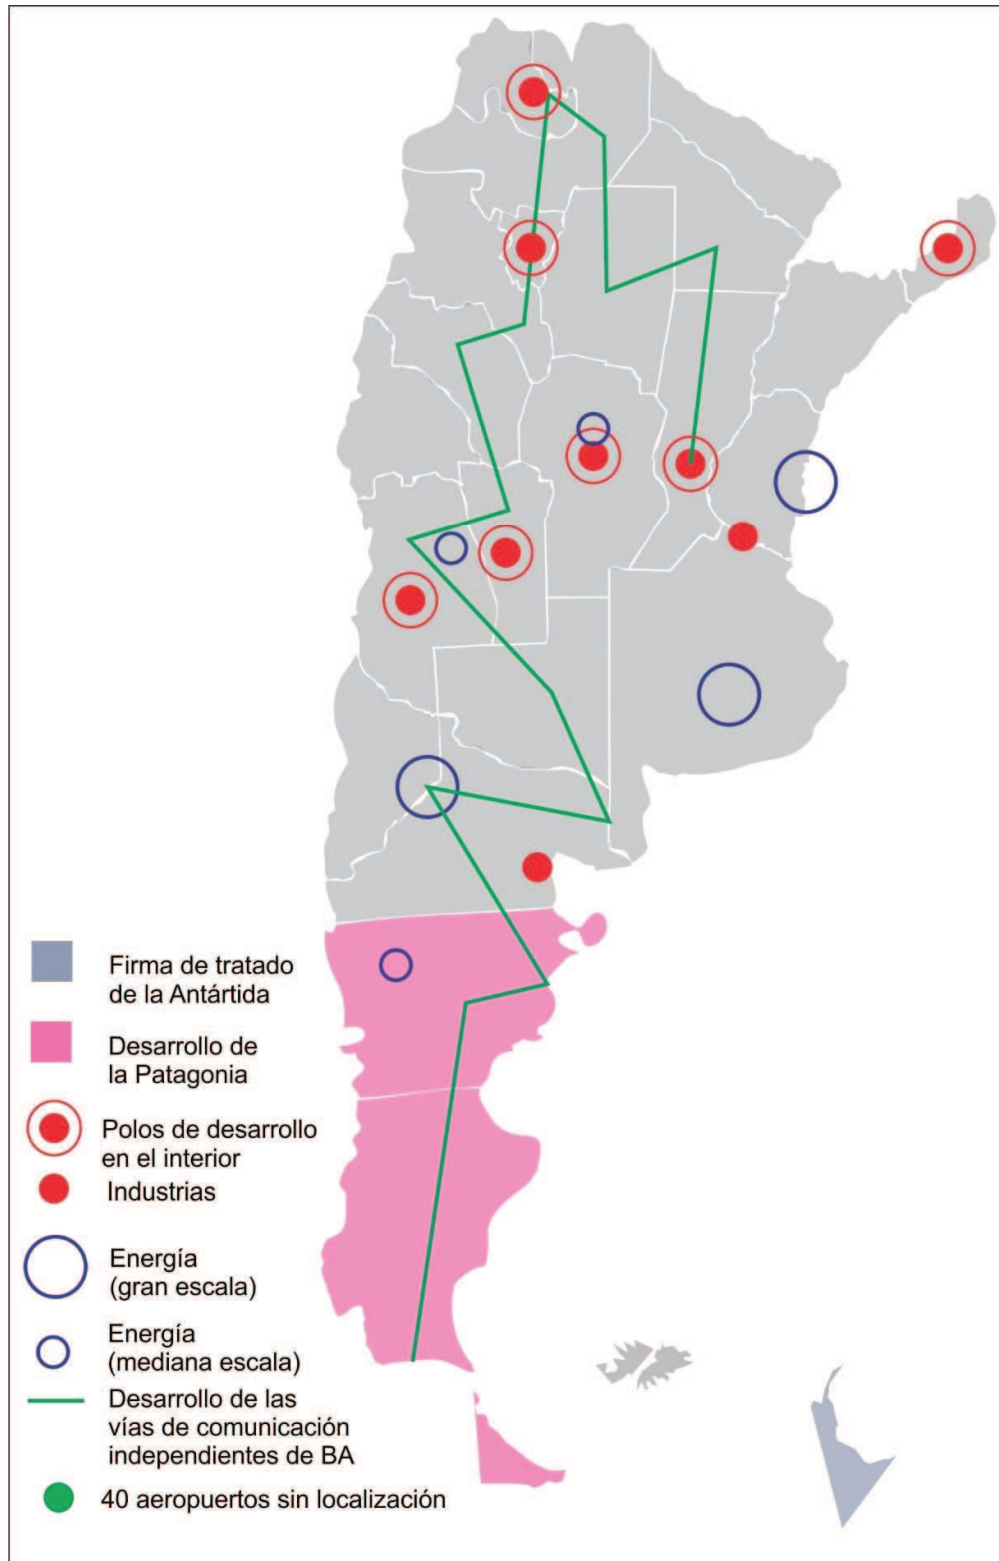 Firma de tratado
de la Antártida
Desarrollo de
la Patagonia
Polos de desarrollo
en el interior
Industrias
Energía
(gran escala)
Energía
(mediana escala)
Desarrollo de las
vías de comunicación
independientes de BA
40 aeropuertos sin localización